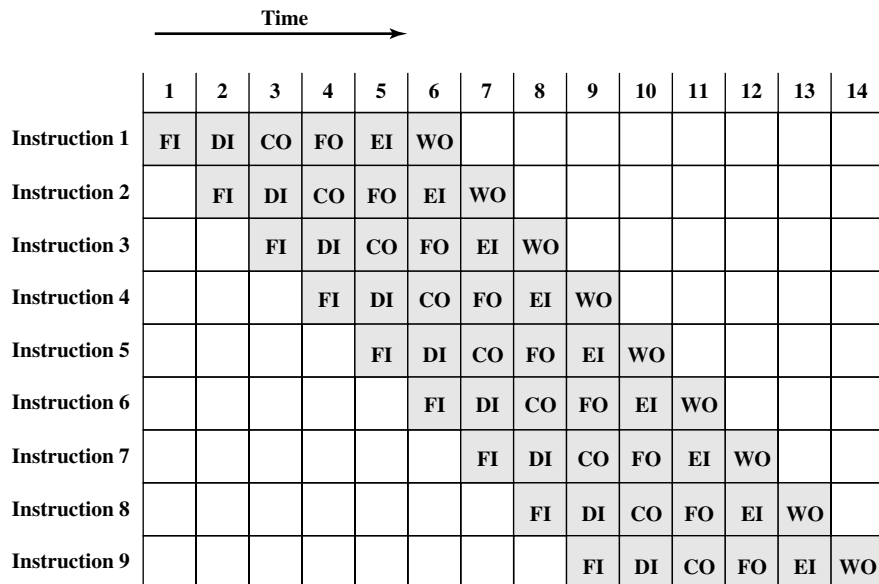 Time
1 2 3 4 5 6 7 8 9 10 11 12 13 14
Instruction 1 FI DI CO FO EI WO
Instruction 2 FI DI CO FO EI WO
Instruction 3 FI DI CO FO EI WO
Instruction 4 FI DI CO FO EI WO
Instruction 5 FI DI CO FO EI WO
Instruction 6 FI DI CO FO EI WO
Instruction 7 FI DI CO FO EI WO
Instruction 8 FI DI CO FO EI WO
Instruction 9 FI DI CO FO EI WO